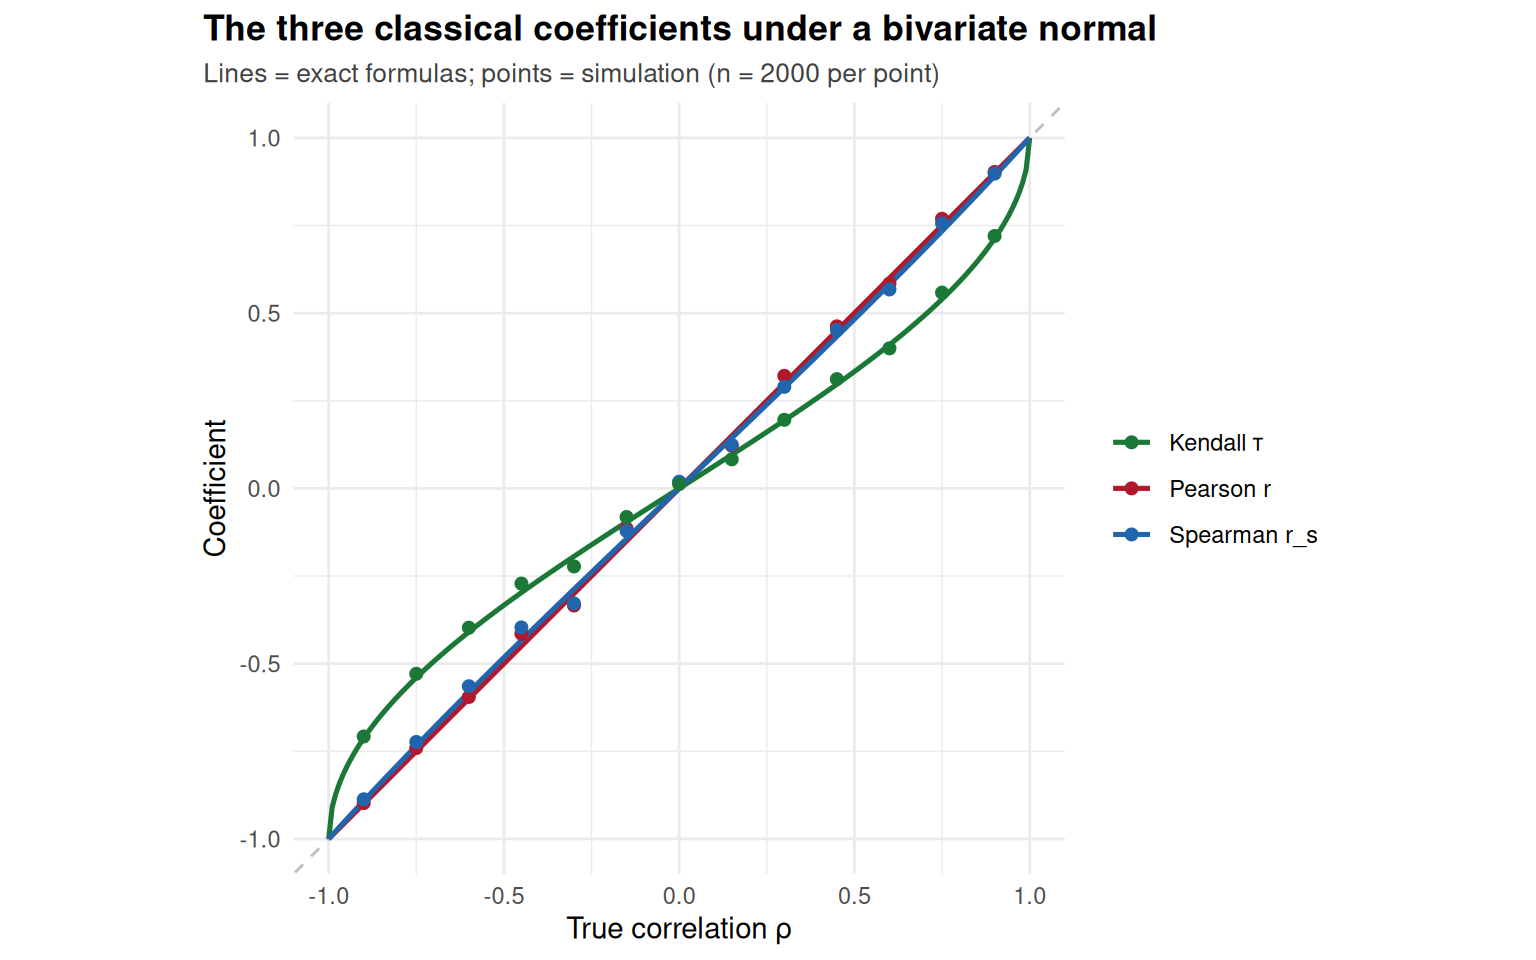 The three classical coefficients under a bivariate normal
Lines = exact formulas; points = simulation (n = 2000 per point)
1.0
0.5
0.0
-0.5
-1.0
Coefficient
-1.0 -0.5 0.0 0.5 1.0
True correlation ρ
Kendall τ
Pearson r
Spearman r_s